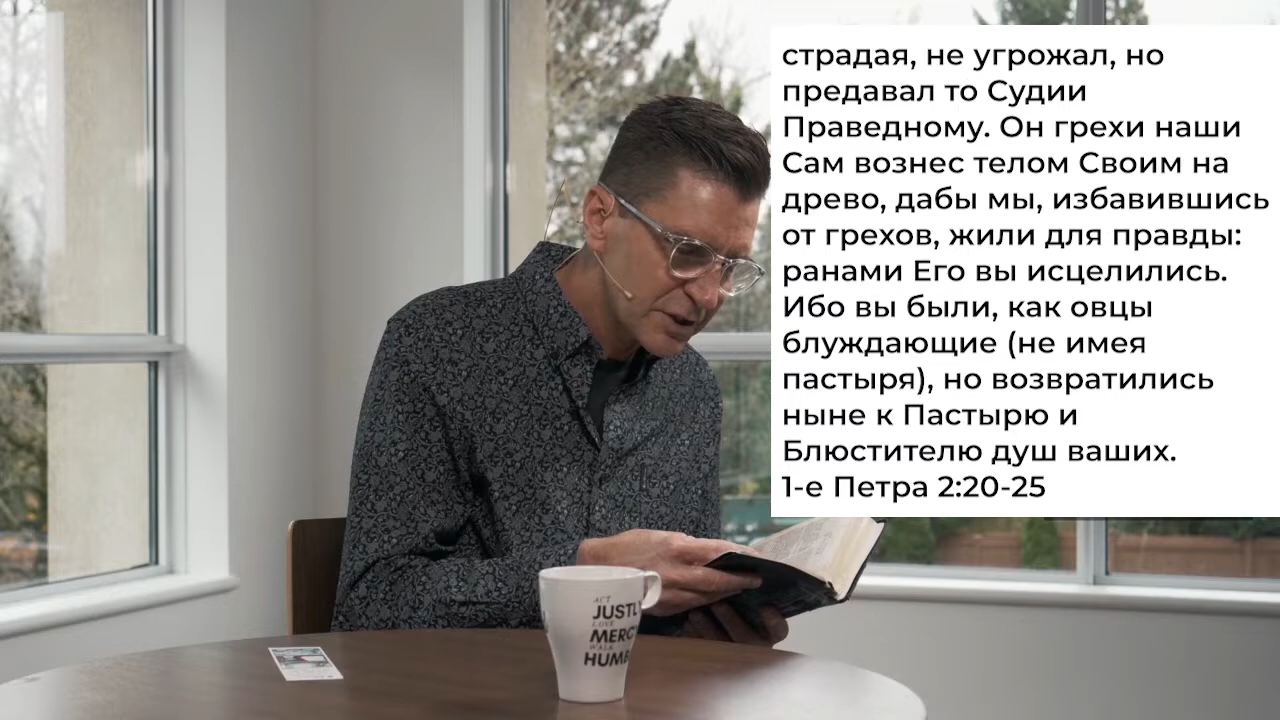 страдая, не угрожал, но
предавал то Судии
Праведному. Он грехи наши
Сам вознес телом Своим на
древо, дабы мы, избавившись
от грехов, жили для правды:
ранами Его вы исцелились.
Ибо вы были, как овцы
блуждающие (не имея
пастыря), но возвратились
ныне к Пастырю и
Блюстителю душ ваших.
1-е Петра 2:20-25
ACT
JUSTLY
LOVE
MERC
WALK
HUMB